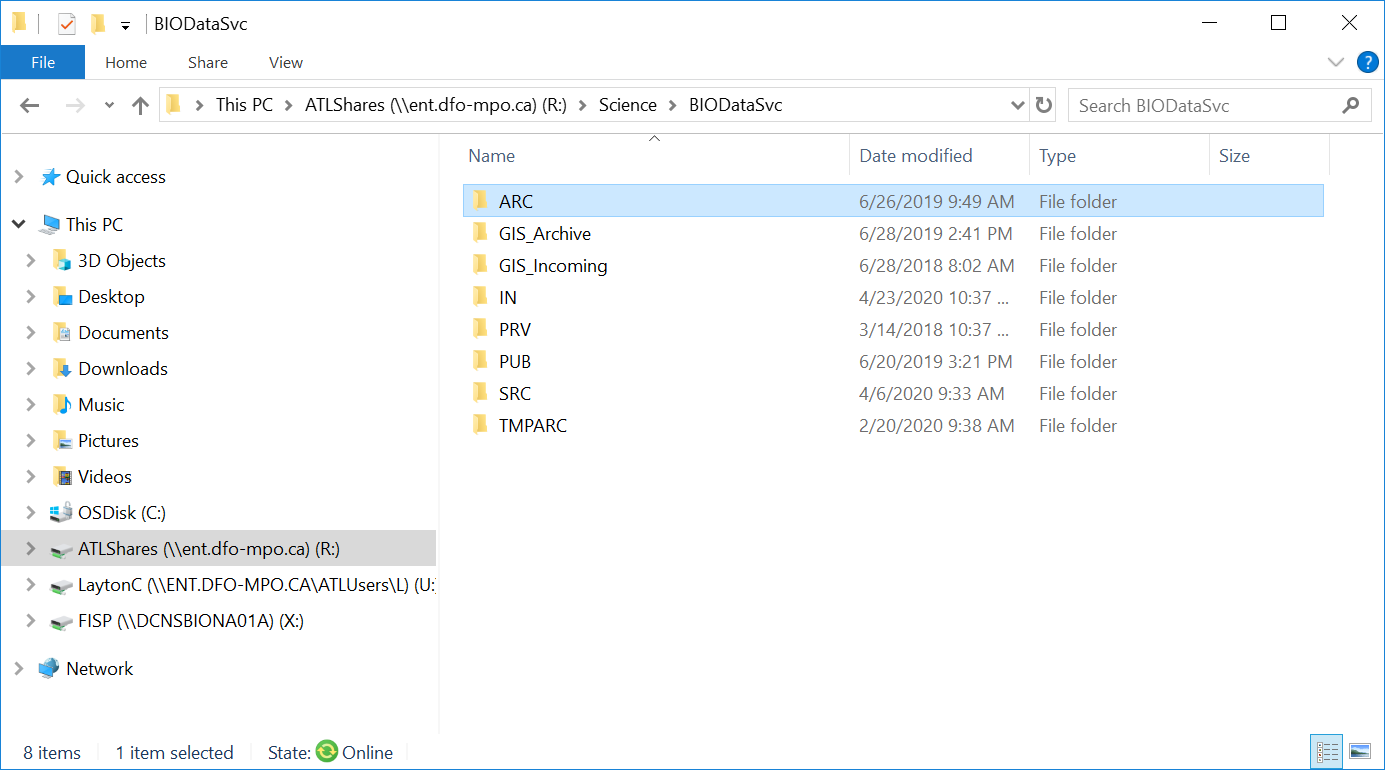 BIODataSvc
File Home Share View ?
This PC ATLShares (\\ent.dfo-mpo.ca) (R:) Science BIODataSvc Search BIODataSvc
Name Date modified Type Size
Quick access
This PC
3D Objects
Desktop
Documents
Downloads
Music
Pictures
Videos
OSDisk (C:)
ATLShares (\\ent.dfo-mpo.ca) (R:)
LaytonC (\\ENT.DFO-MPO.CA\ATLUsers\L) (U:
FISP (\\DCNSBIONA01A) (X:)
Network
ARC 6/26/2019 9:49 AM File folder
GIS_Archive 6/28/2019 2:41 PM File folder
GIS_Incoming 6/28/2018 8:02 AM File folder
IN 4/23/2020 10:37 ... File folder
PRV 3/14/2018 10:37 ... File folder
PUB 6/20/2019 3:21 PM File folder
SRC 4/6/2020 9:33 AM File folder
TMPARC 2/20/2020 9:38 AM File folder
8 items 1 item selected State: Online